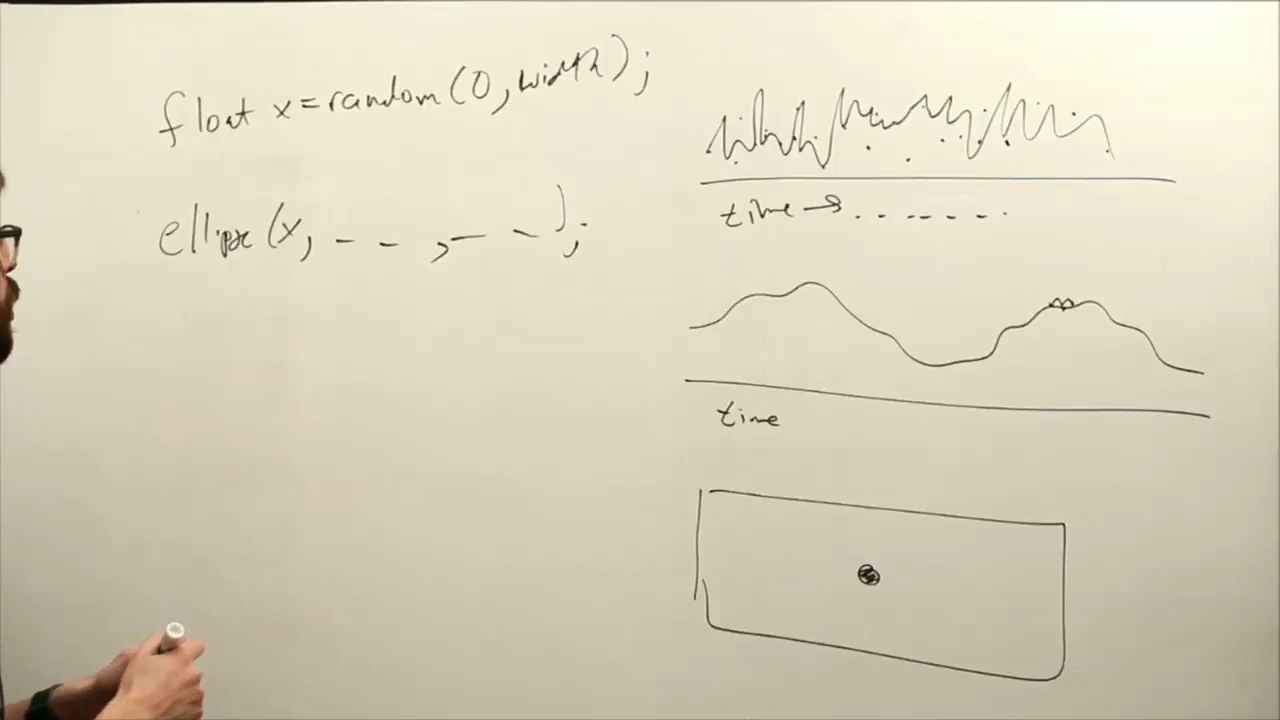 float x=random(0,width);
ellipse(x, - - ,- - );
time → . . - - - - .
time